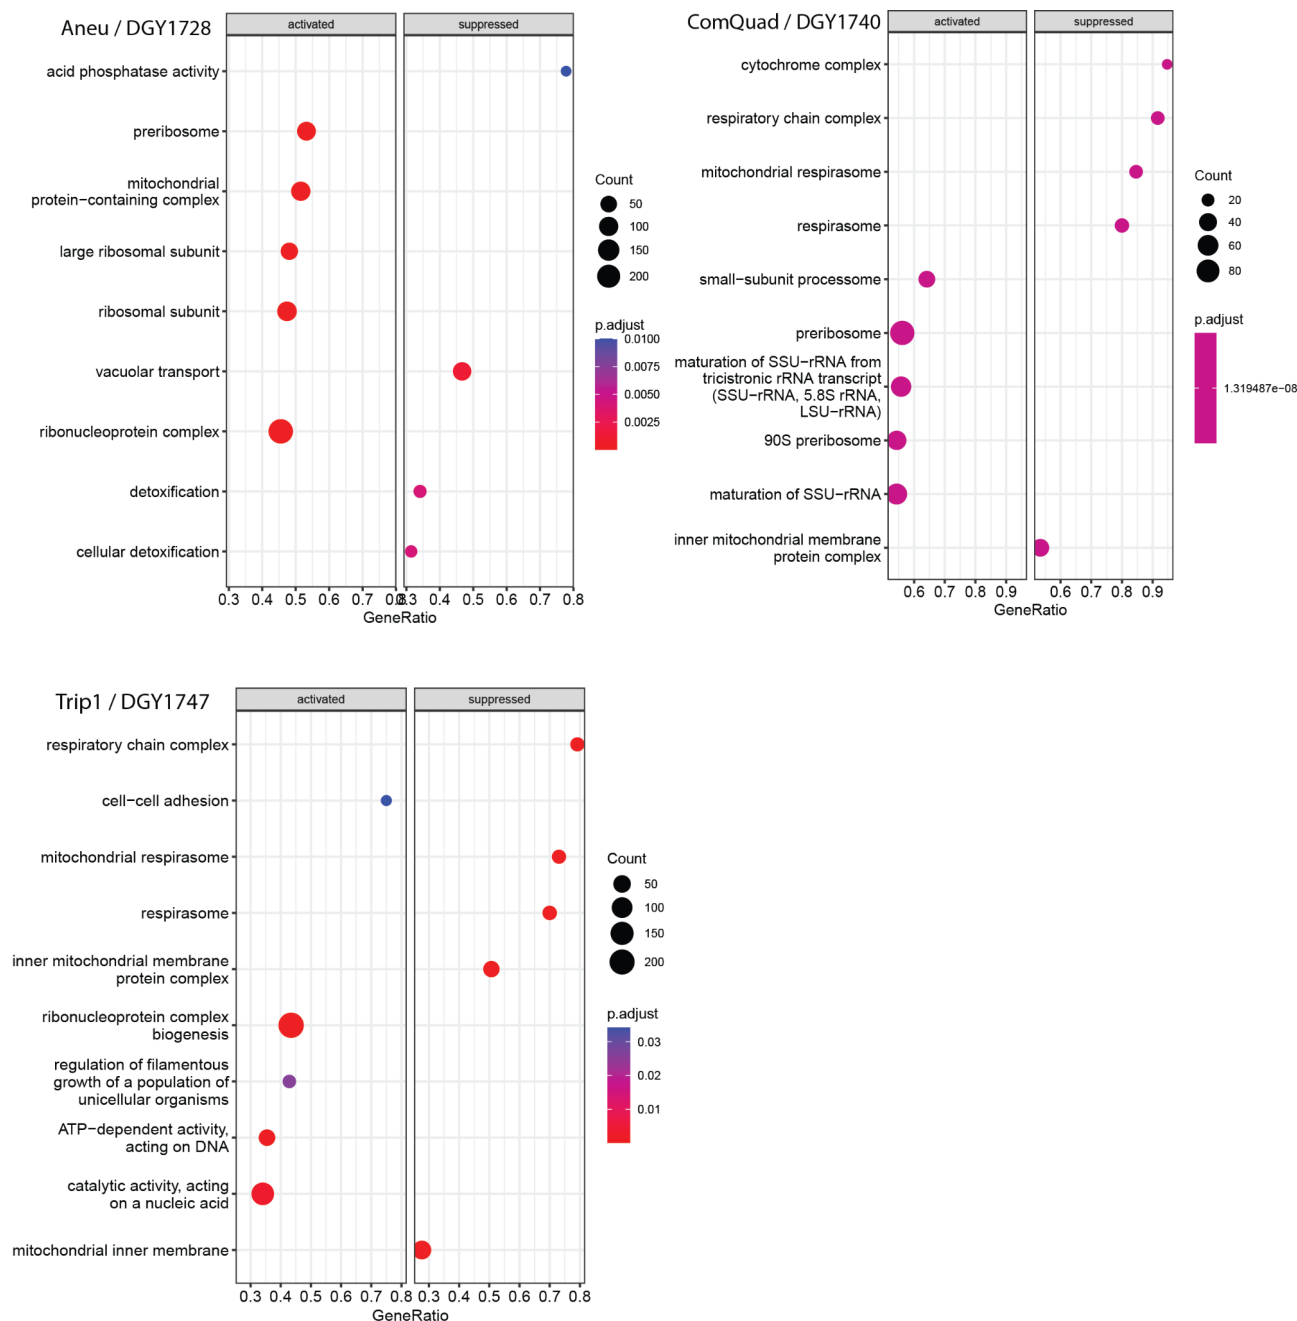 Aneu / DGY1728
activated
suppressed
acid phosphatase activity
preribosome
mitochondrial
protein−containing complex
large ribosomal subunit
ribosomal subunit
vacuolar transport
ribonucleoprotein complex
detoxification
cellular detoxification
0.3 0.4 0.5 0.6 0.7 0.8
0.3 0.4 0.5 0.6 0.7 0.8
GeneRatio
Count
50
100
150
200
p.adjust
0.0100
0.0075
0.0050
0.0025
ComQuad / DGY1740
activated
suppressed
cytochrome complex
respiratory chain complex
mitochondrial respirasome
respirasome
small−subunit processome
preribosome
maturation of SSU−rRNA from
tricistronic rRNA transcript
(SSU−rRNA, 5.8S rRNA,
LSU−rRNA)
90S preribosome
maturation of SSU−rRNA
inner mitochondrial membrane
protein complex
0.6 0.7 0.8 0.9
0.6 0.7 0.8 0.9
GeneRatio
Count
20
40
60
80
p.adjust
1.319487e−08
Trip1 / DGY1747
activated
suppressed
respiratory chain complex
cell−cell adhesion
mitochondrial respirasome
respirasome
inner mitochondrial membrane
protein complex
ribonucleoprotein complex
biogenesis
regulation of filamentous
growth of a population of
unicellular organisms
ATP−dependent activity,
acting on DNA
catalytic activity, acting
on a nucleic acid
mitochondrial inner membrane
0.3 0.4 0.5 0.6 0.7 0.8
0.3 0.4 0.5 0.6 0.7 0.8
GeneRatio
Count
50
100
150
200
p.adjust
0.03
0.02
0.01